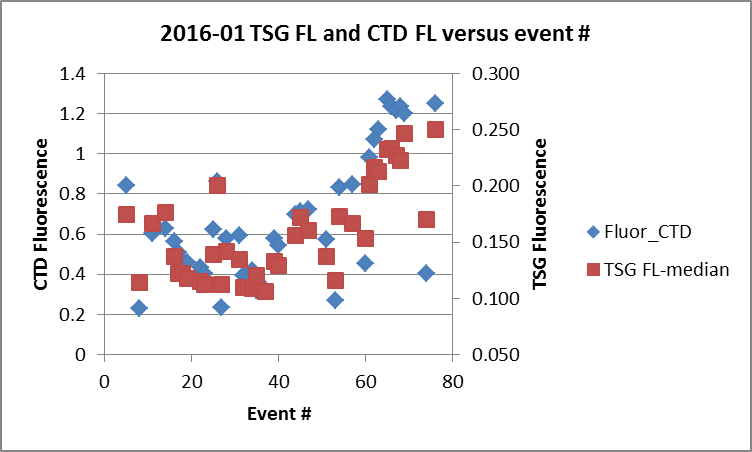 2016-01 TSG FL and CTD FL versus event #
1.4
1.2
1
0.8
0.6
0.4
0.2
0
CTD Fluorescence
0.300
0.250
0.200
0.150
0.100
0.050
TSG Fluorescence
0 20 40 60 80
Event #
Fluor_CTD
TSG FL-median